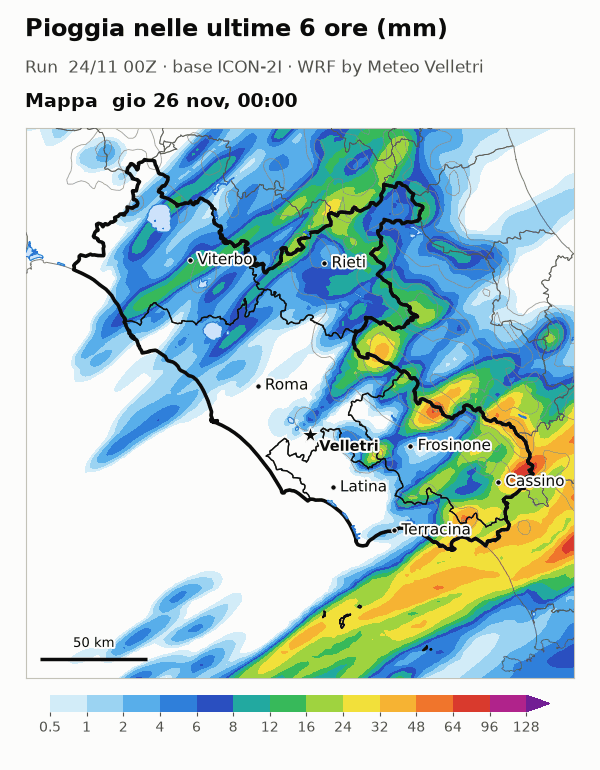 Pioggia nelle ultime 6 ore (mm)
Run  24/11 00Z · base ICON-2I · WRF by Meteo Velletri
Mappa  gio 26 nov, 00:00
Viterbo
Rieti
Roma
Velletri
Frosinone
Cassino
Latina
Terracina
50 km
0.5 1 2 4 6 8 12 16 24 32 48 64 96 128